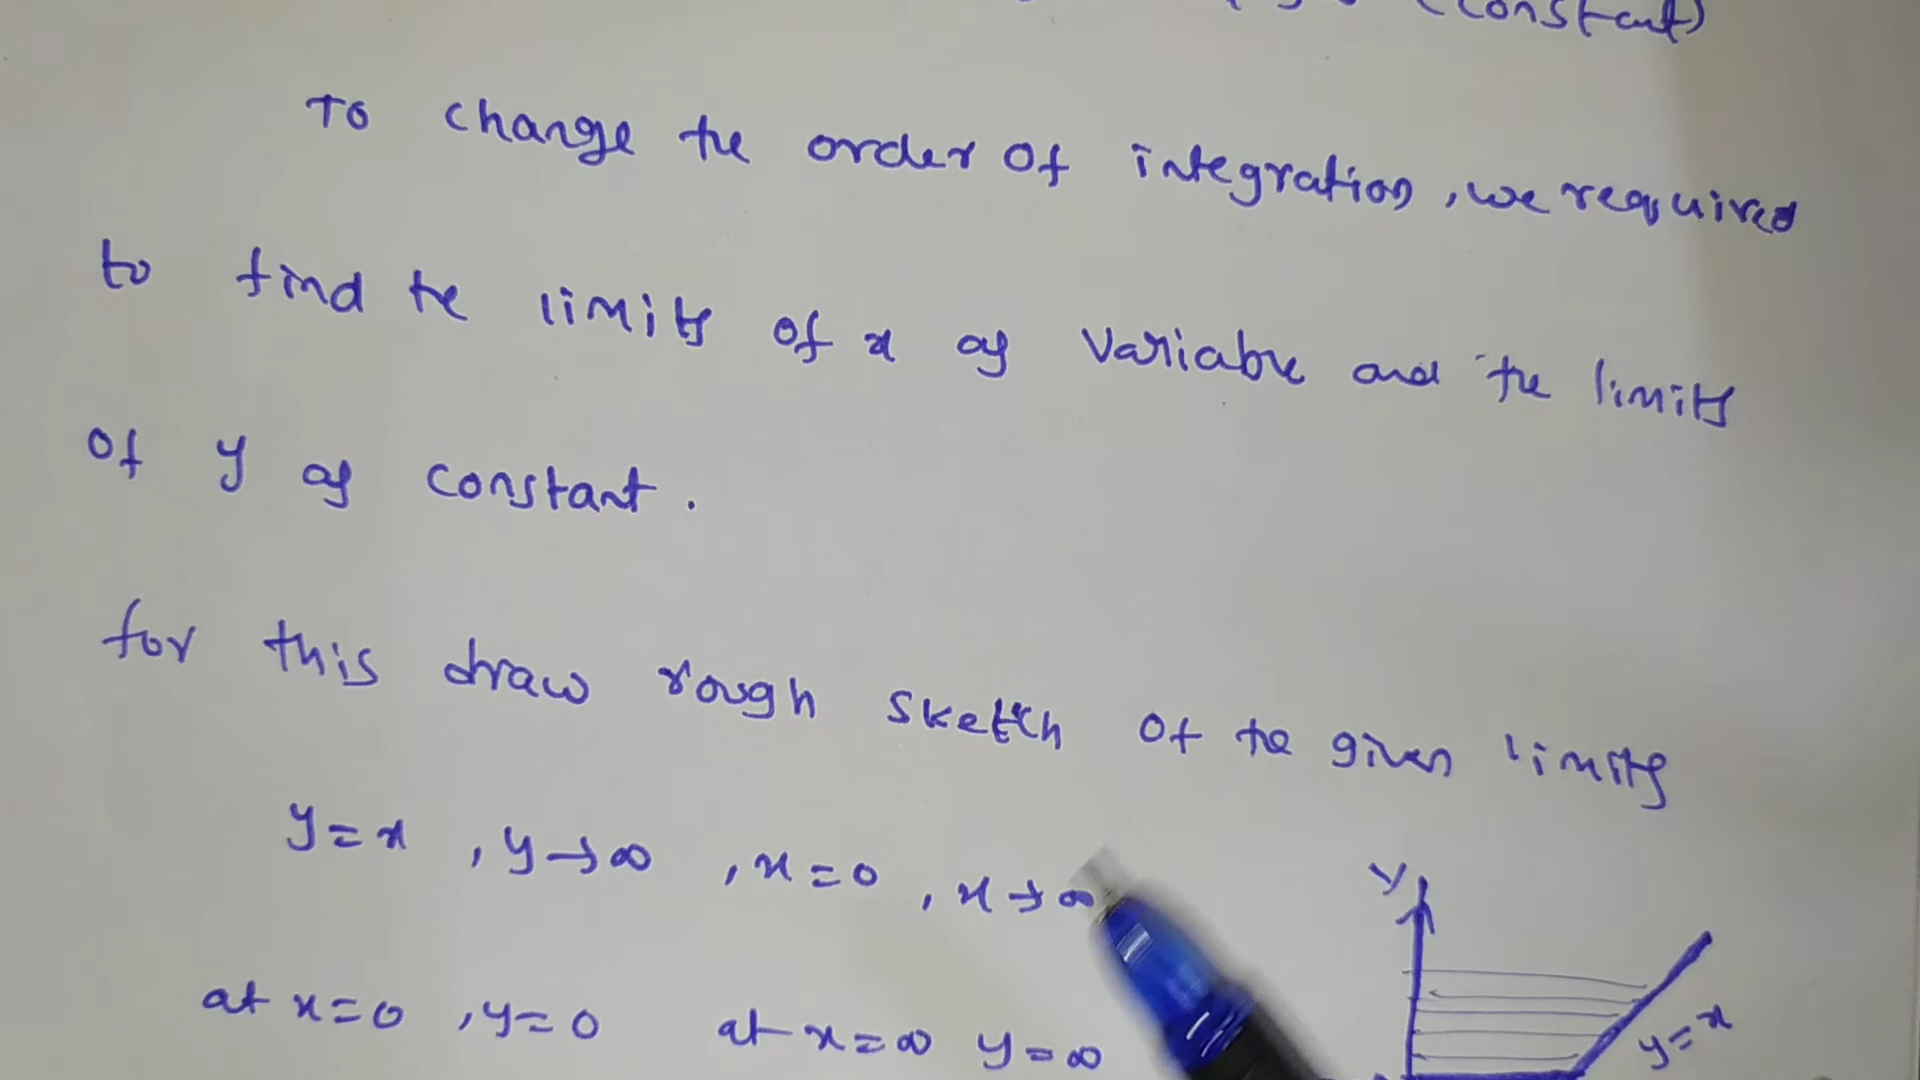 (constant)
To change the order of integration, we required
to find the limits of x as variable and the limits
of y as constant.
for this draw rough sketch of the given limits
y=x , y→∞ , x=0 , x→∞
at x=0 , y=0 at x=∞ y=∞
y
y=x